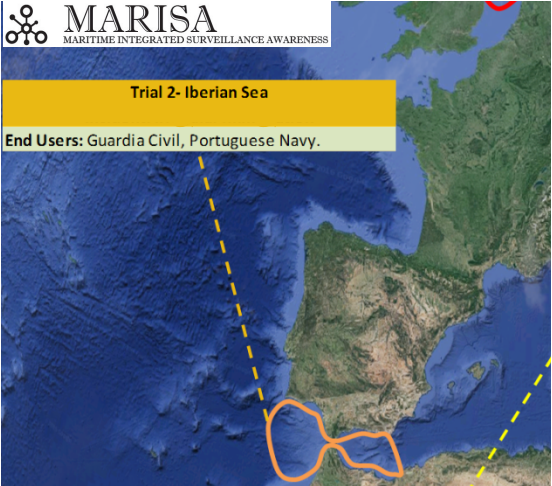 MARISA
MARITIME INTEGRATED SURVEILLANCE AWARENESS
Trial 2- Iberian Sea
End Users: Guardia Civil, Portuguese Navy.